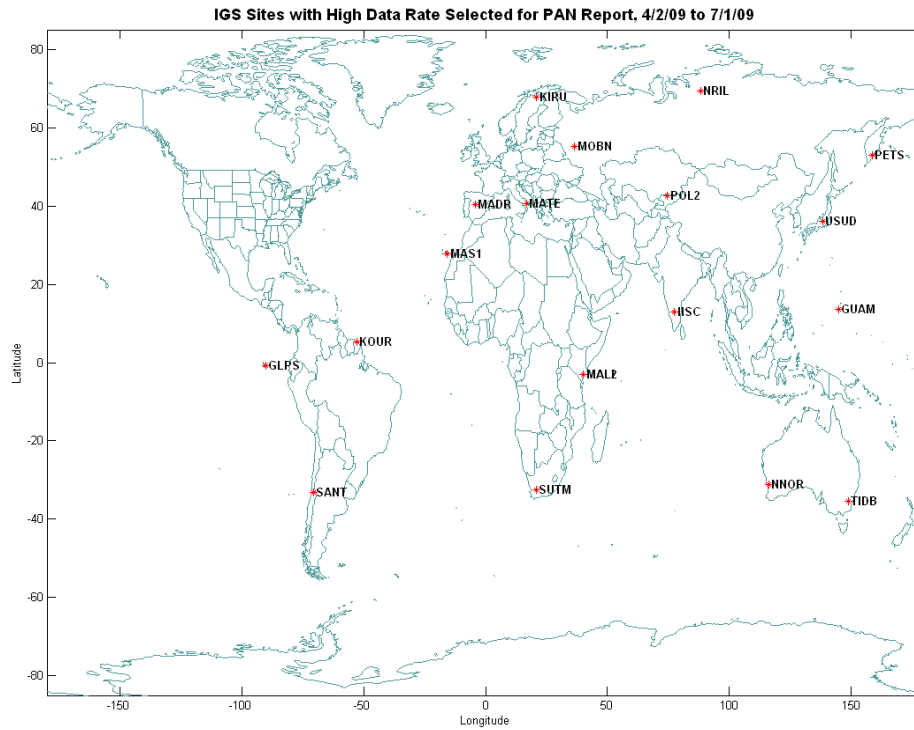 IGS Sites with High Data Rate Selected for PAN Report, 4/2/09 to 7/1/09
80
60
40
20
0
-20
-40
-60
-80
Latitude
KIRU
NRIL
MOBN
PETS
POL2
MADR
MATE
USUD
MAS1
IISC
GUAM
KOUR
GLPS
SANT
SUTM
NNOR
TIDB
-150
-100
-50
0
50
100
150
Longitude